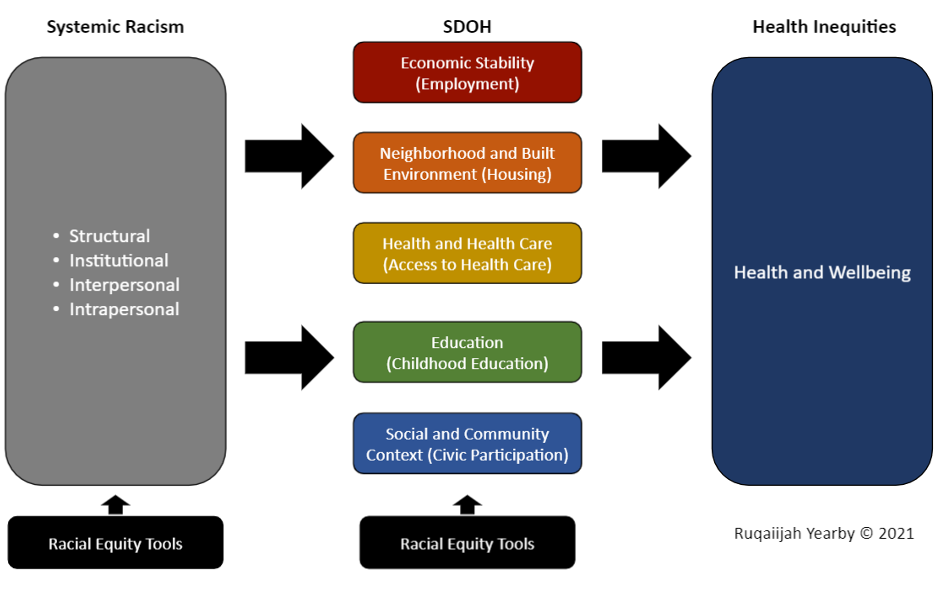 Systemic Racism
SDOH
Health Inequities
• Structural
• Institutional
• Interpersonal
• Intrapersonal
Economic Stability
(Employment)
Neighborhood and Built
Environment (Housing)
Health and Health Care
(Access to Health Care)
Education
(Childhood Education)
Social and Community
Context (Civic Participation)
Health and Wellbeing
Racial Equity Tools
Racial Equity Tools
Ruqaiijah Yearby © 2021